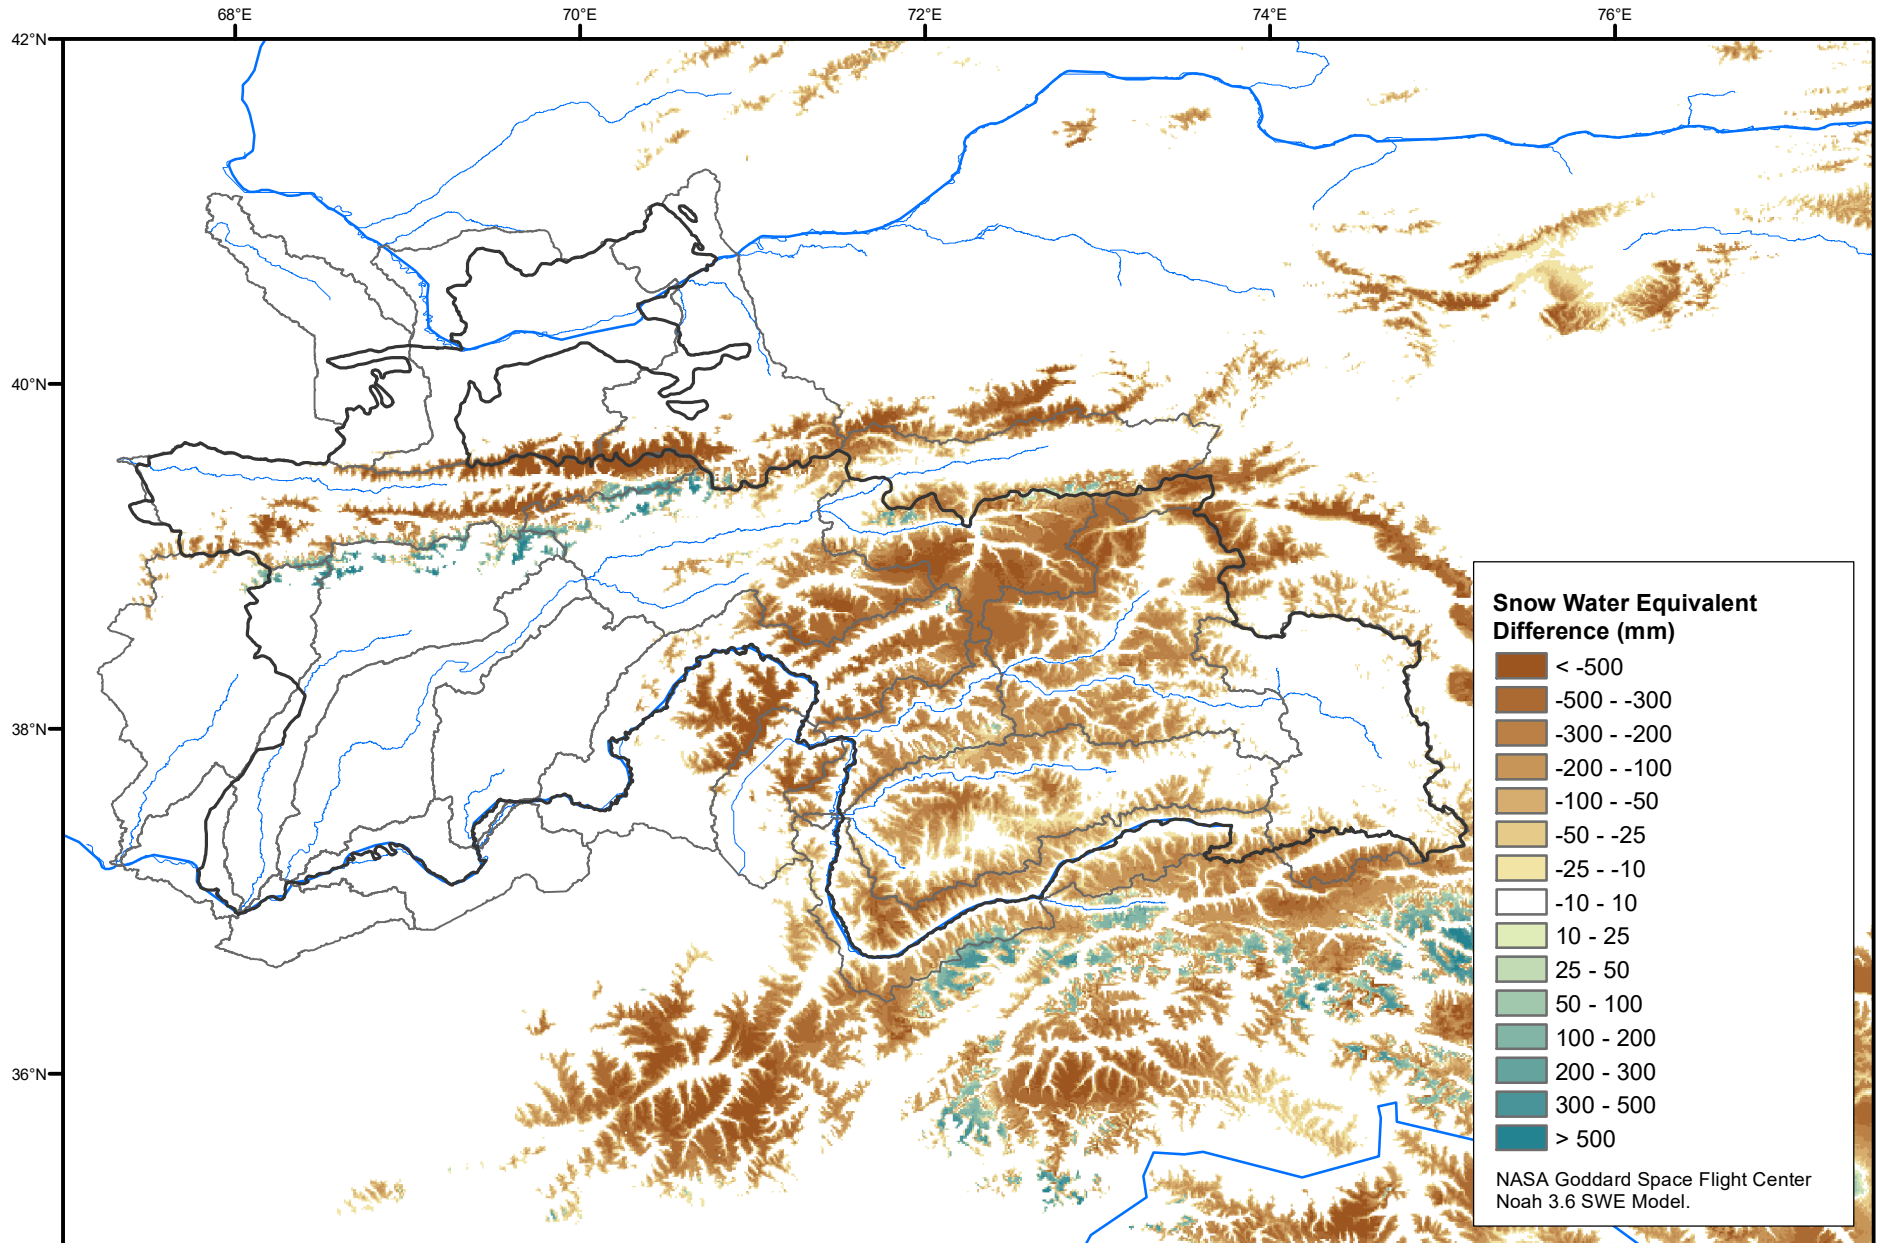 68°E 70°E 72°E 74°E 76°E
42°N
40°N
38°N
36°N
Snow Water Equivalent
Difference (mm)
< -500
-500 - -300
-300 - -200
-200 - -100
-100 - -50
-50 - -25
-25 - -10
-10 - 10
10 - 25
25 - 50
50 - 100
100 - 200
200 - 300
300 - 500
> 500
NASA Goddard Space Flight Center
Noah 3.6 SWE Model.